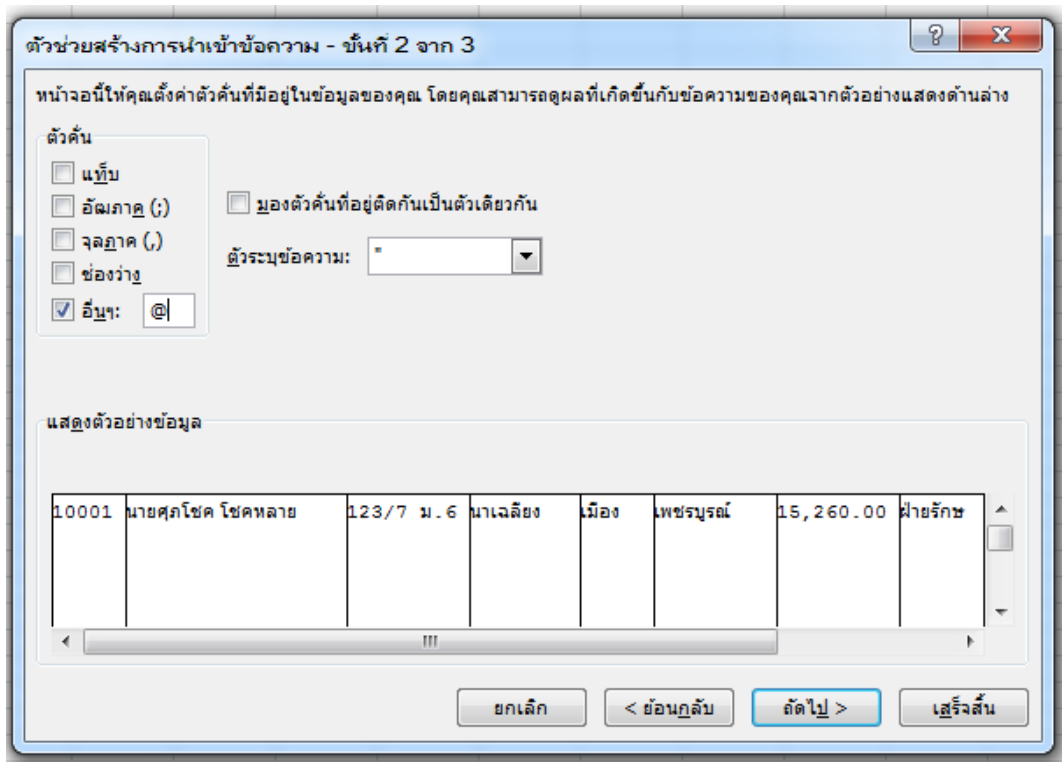 ตัวช่วยสร้างการนำเข้าข้อความ - ขั้นที่ 2 จาก 3
หน้าจอนี้ให้คุณตั้งค่าตัวคั่นที่มีอยู่ในข้อมูลของคุณ โดยคุณสามารถดูผลที่เกิดขึ้นกับข้อความของคุณจากตัวอย่างแสดงด้านล่าง
ตัวคั่น
แท็บ
อัฒภาค (;)
จุลภาค (,)
ช่องว่าง
อื่นๆ: @
มองตัวคั่นที่อยู่ติดกันเป็นตัวเดียวกัน
ตัวระบุข้อความ: "
แสดงตัวอย่างข้อมูล
10001 นายศุภโชค โชคหลาย 123/7 ม.6 นาเฉลียง เมือง เพชรบูรณ์ 15,260.00 ฝ่ายรักษ
ยกเลิก < ย้อนกลับ ถัดไป > เสร็จสิ้น